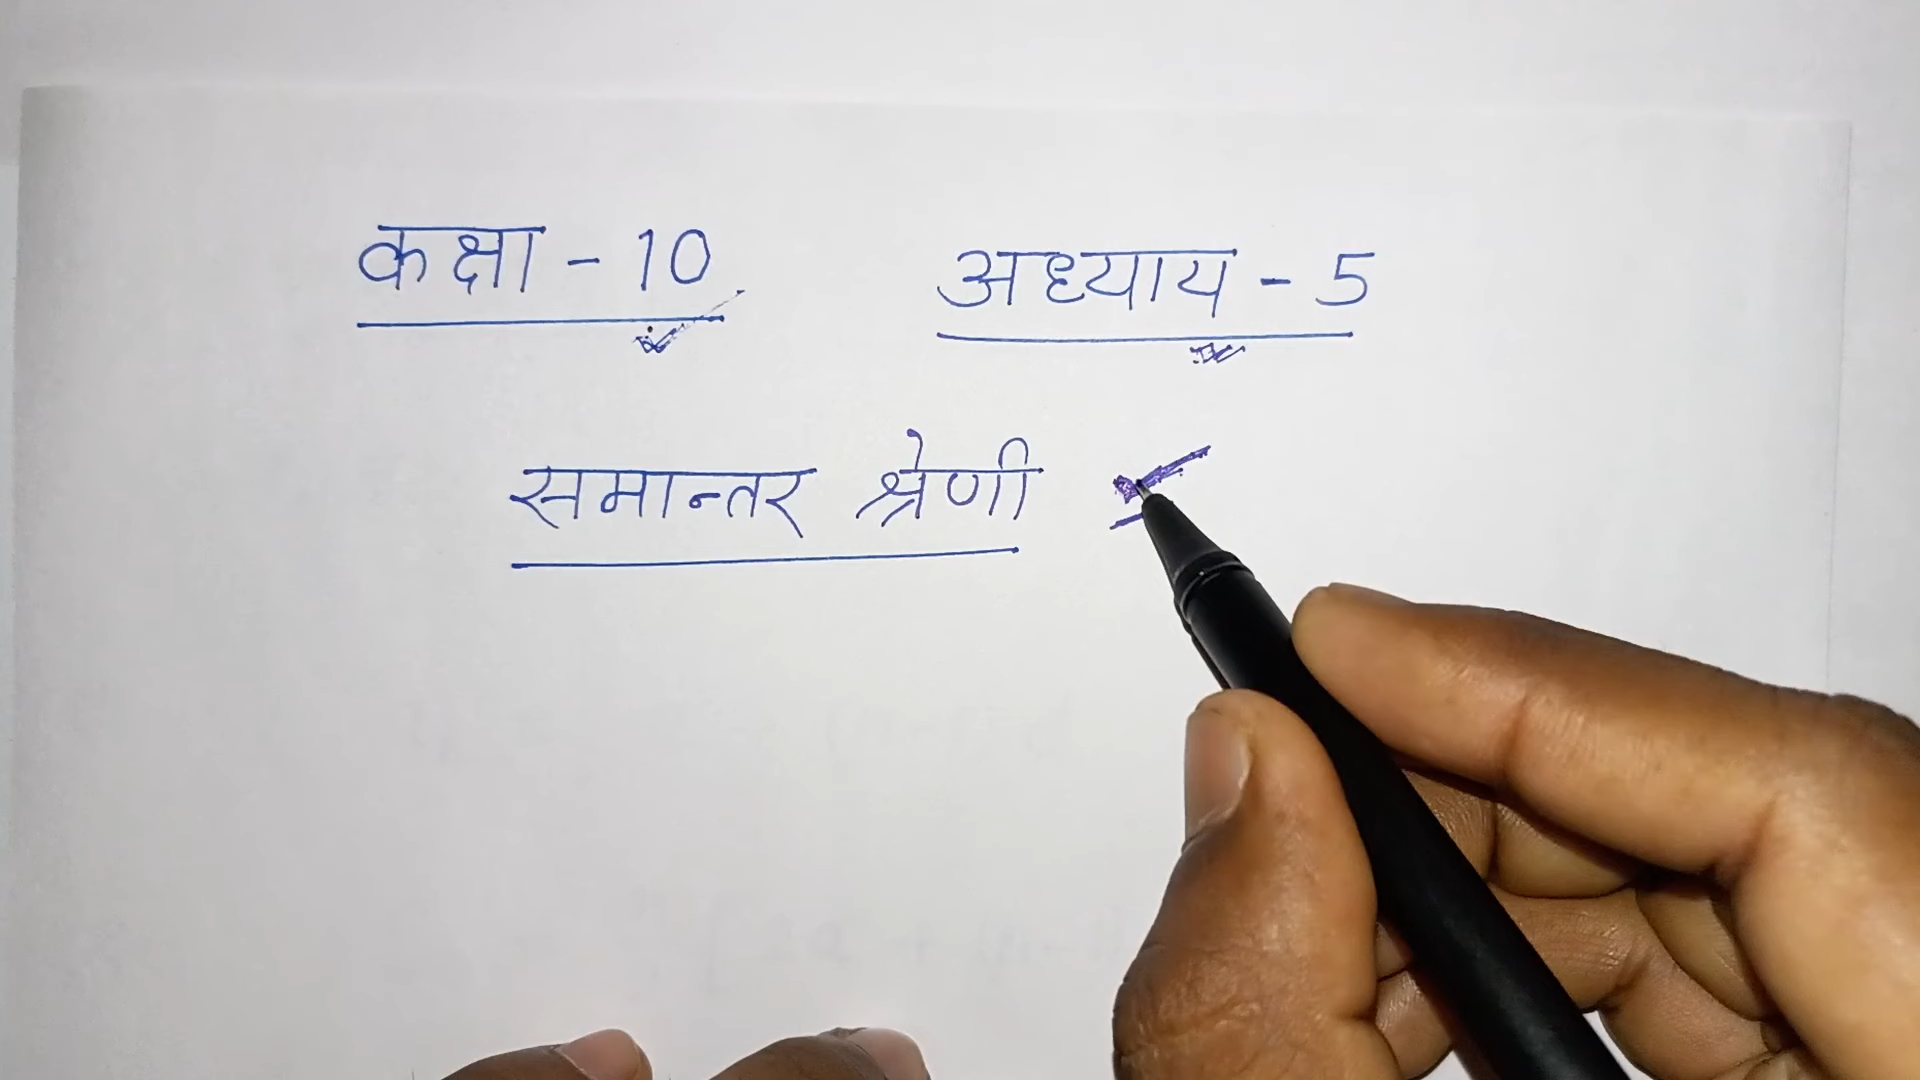 कक्षा - 10 अध्याय - 5
समान्तर श्रेणी